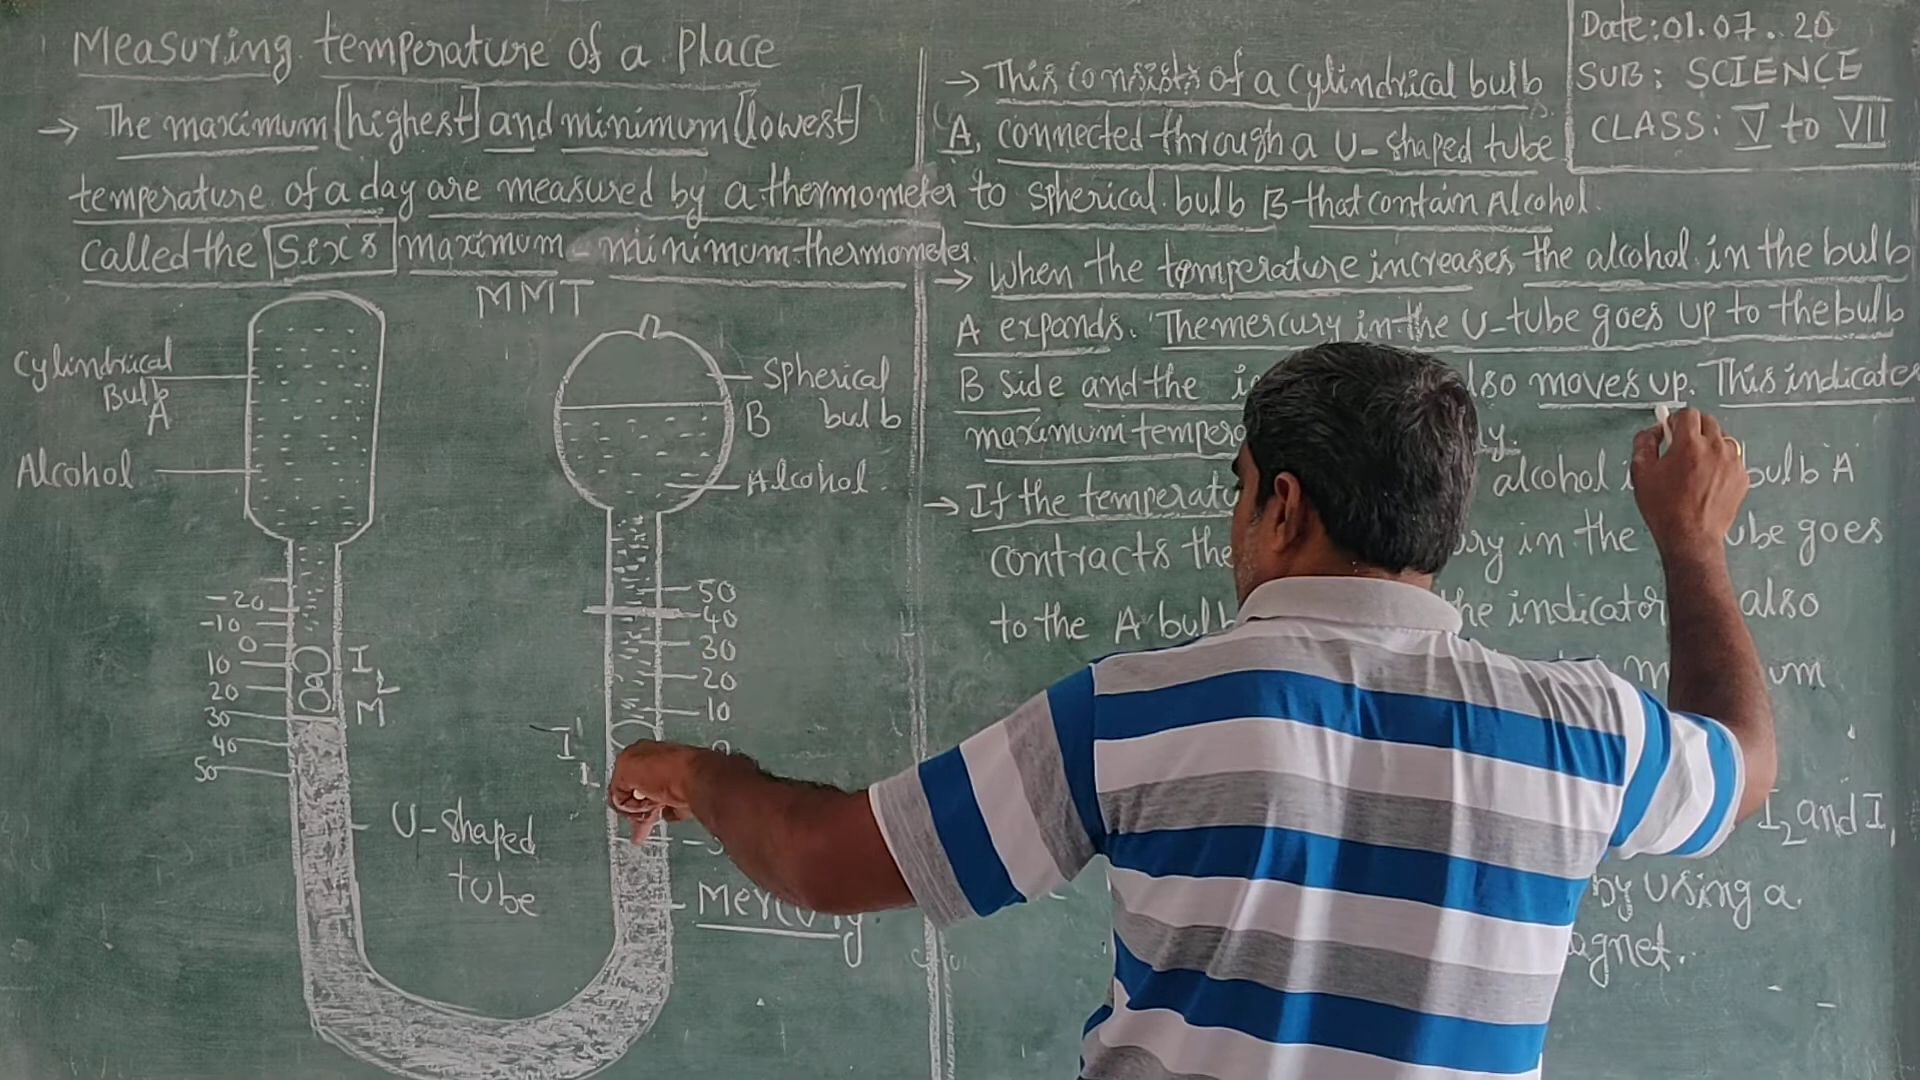 Measuring temperature of a Place
→ The maximum [highest] and minimum [lowest]
temperature of a day are measured by a thermometer
called the Six's maximum - minimum thermometer.
MMT
Cylindrical
Bulb
A
Alcohol
Spherical
B bulb
Alcohol
-20
-10
0
10
20
30
40
50
I2
M
50
40
30
20
10
I1
U-shaped
tube
Mercury
Date: 01.07.20
SUB: SCIENCE
CLASS: V to VII
→ This consists of a cylindrical bulb
A, connected through a U-shaped tube
to spherical bulb B that contain Alcohol.
→ When the temperature increases, the alcohol in the bulb
A expands. The mercury in the U-tube goes up to the bulb
B side and the also moves up. This indicates
maximum
→ If the alcohol bulb A
contracts the in the goes
to the A bulb the indicator also
I2 and I1
by using a